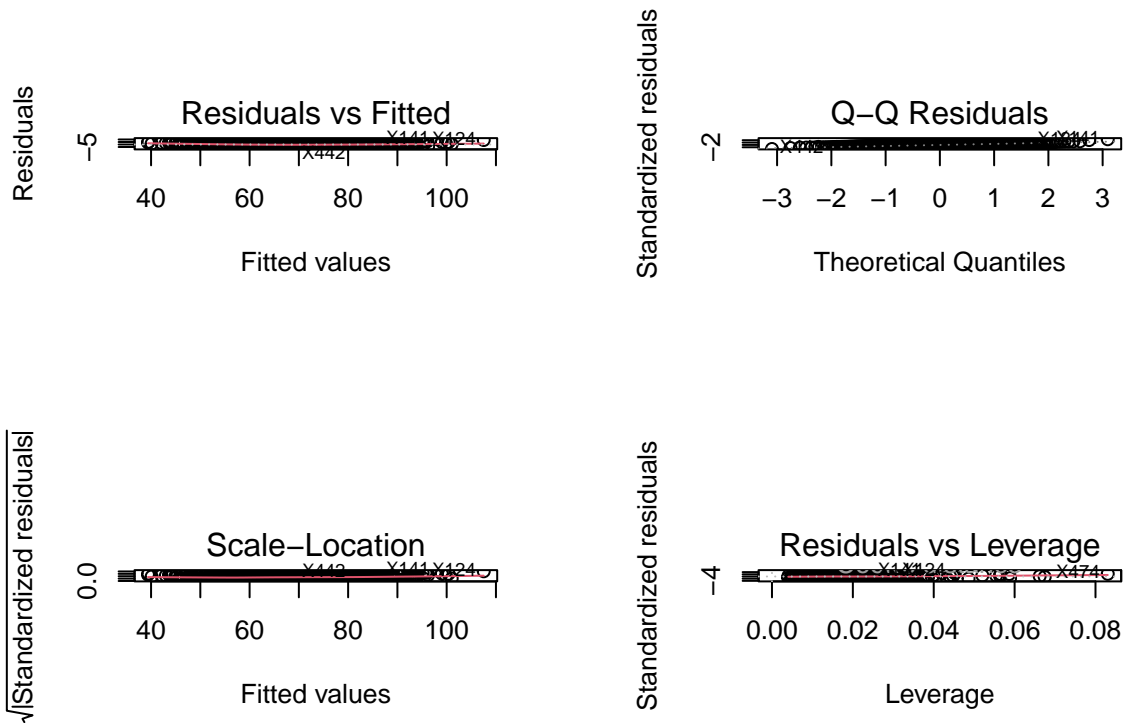 Residuals vs Fitted
Residuals
−5
X141
X124
X442
40 60 80 100
Fitted values
Q−Q Residuals
Standardized residuals
−2
X442
−3 −2 −1 0 1 2 3
Theoretical Quantiles
Scale−Location
√|Standardized residuals|
0.0
X442
X141
X124
40 60 80 100
Fitted values
Residuals vs Leverage
Standardized residuals
−4
X474
0.00 0.02 0.04 0.06 0.08
Leverage